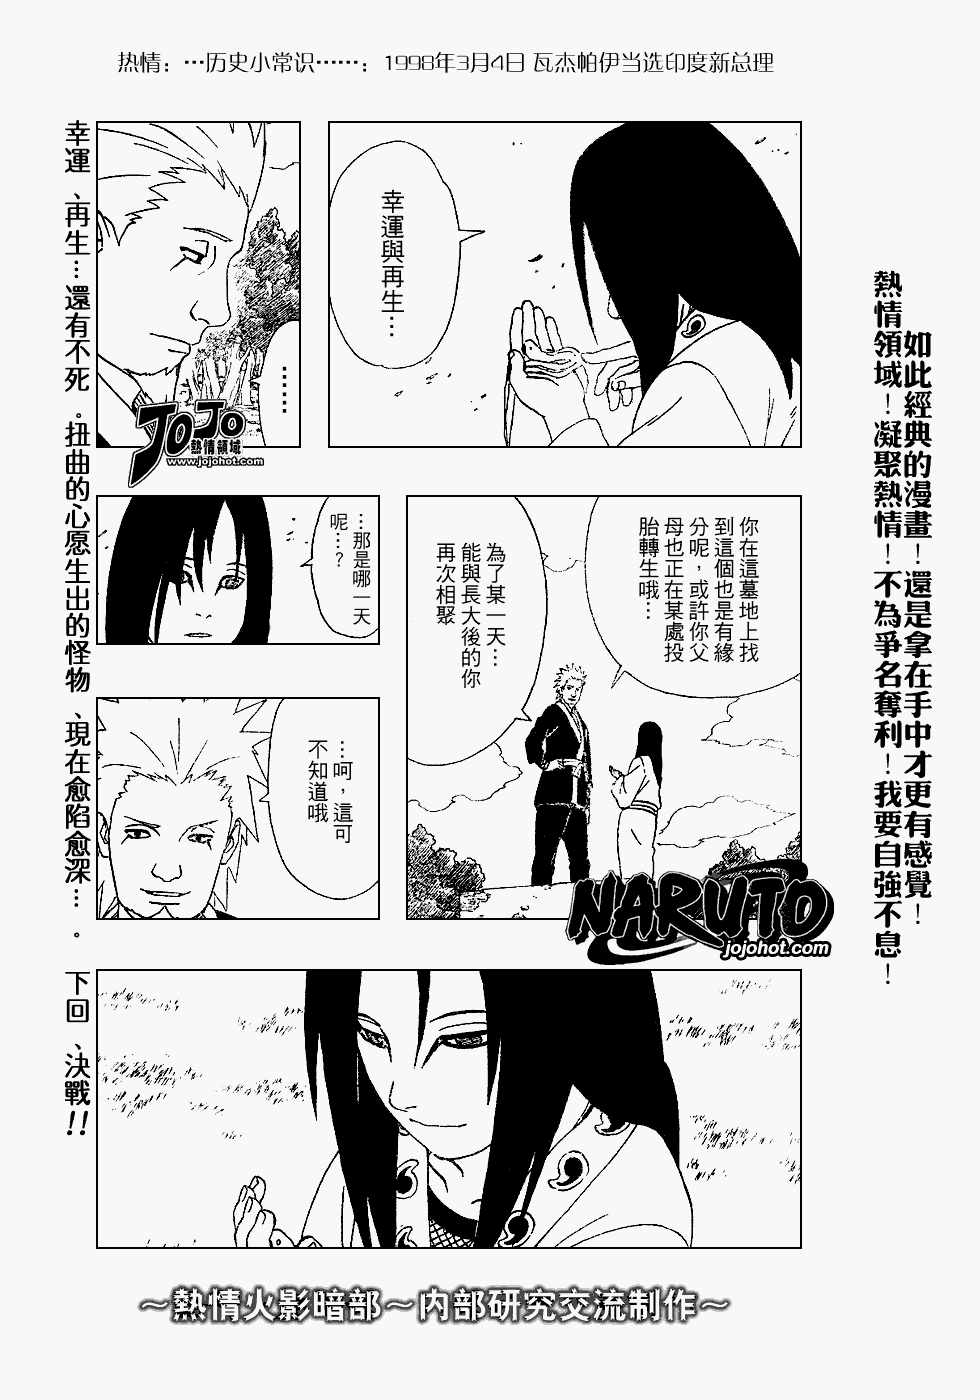 热情：…历史小常识……：1998年3月4日 瓦杰帕伊当选印度新总理
如此經典的漫畫！還是拿在手中才更有感覺！
熱情領域！凝聚熱情！不為爭名奪利！我要自強不息！
幸運與再生…
……
JOJO
熱情領域
www.jojohot.com
你在這墓地上找
到這個也是有緣
分呢，或許你父
母也正在某處投
胎轉生哦…
為了某一天…
能與長大後的你
再次相聚
…那是哪一天
呢…？
…呵，這可
不知道哦
NARUTO
jojohot.com
幸運、再生…還有不死。扭曲的心愿生出的怪物、現在愈陷愈深…。 下回、決戰!!
～熱情火影暗部～内部研究交流制作～